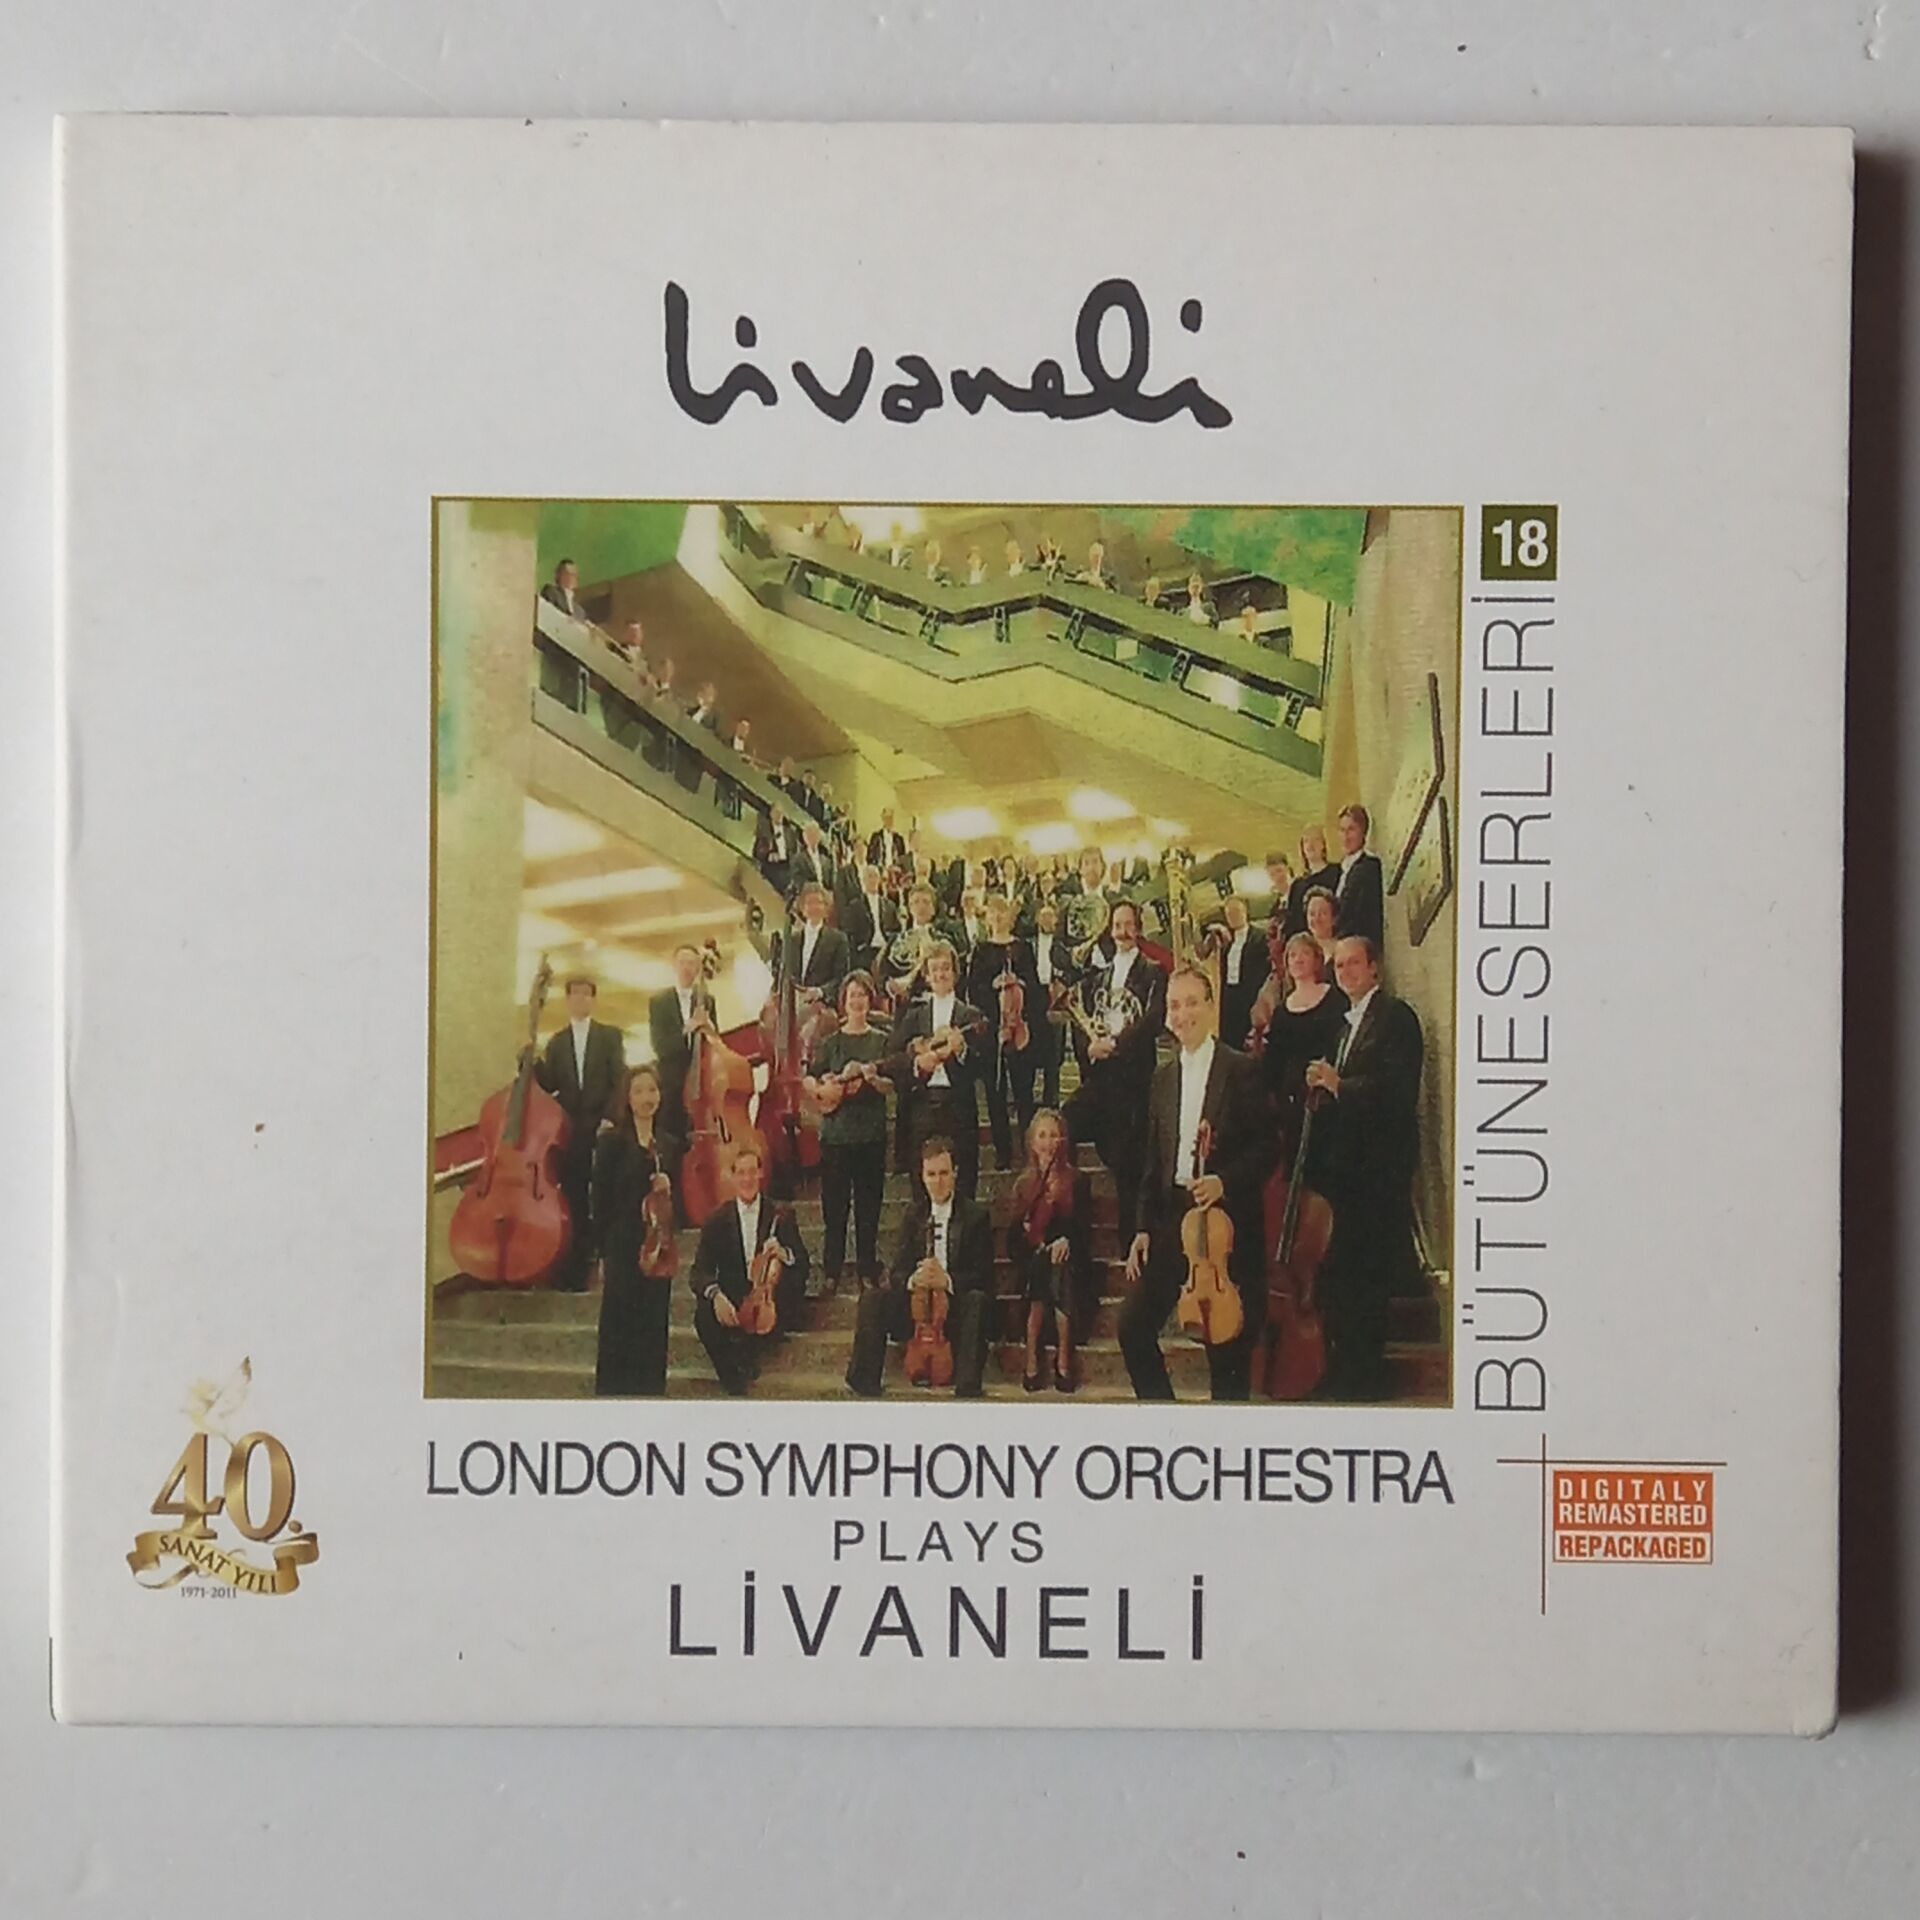 Livaneli
18
BÜTÜNESERLERİ
LONDON SYMPHONY ORCHESTRA
PLAYS
LİVANELİ
40.
SANAT YILI
1971-2011
DIGITALY
REMASTERED
REPACKAGED